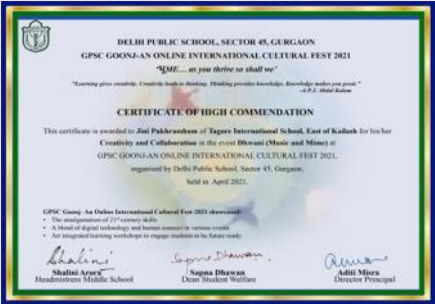 DELHI PUBLIC SCHOOL, SECTOR 45, GURGAON
GPSC GOONJ-AN ONLINE INTERNATIONAL CULTURAL FEST 2021
as you thrive so shall we'
"Learning gives creativity. Creativity leads to thinking. Thinking provides knowledge. Knowledge makes you great."
-A.P.J. Abdul Kalam
CERTIFICATE OF HIGH COMMENDATION
This certificate is awarded to Jini Pukhrambam of Tagore International School, East of Kailash for his/her
Creativity and Collaboration in the event Dhwani (Music and Mime) at
GPSC GOONJ-AN ONLINE INTERNATIONAL CULTURAL FEST 2021,
organised by Delhi Public School, Sector 45, Gurgaon,
held in April 2021.
GPSC Goonj- An Online International Cultural Fest-2021 showcased:
• The amalgamation of 21st century skills
• A blend of digital technology and human connect in various events
• Art integrated learning workshops to engage students to be future ready
Shalini
Sapna Dhawan
Shalini Arora
Sapna Dhawan
Aditi Misra
Headmistress Middle School
Dean Student Welfare
Director Principal